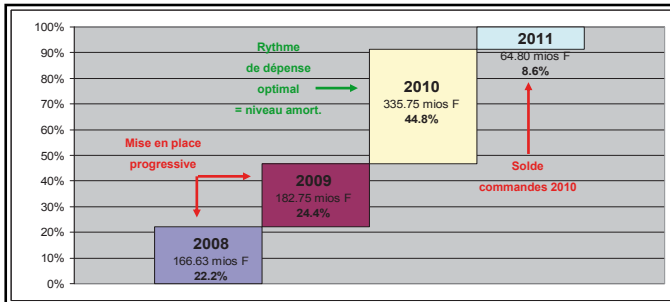 100%
90%
80%
70%
60%
50%
40%
30%
20%
10%
0%
2011
64.80 mios F
8.6%
Rythme
de dépense
optimal
= niveau amort.
2010
335.75 mios F
44.8%
Mise en place
progressive
Solde
commandes 2010
2009
182.75 mios F
24.4%
2008
166.63 mios F
22.2%